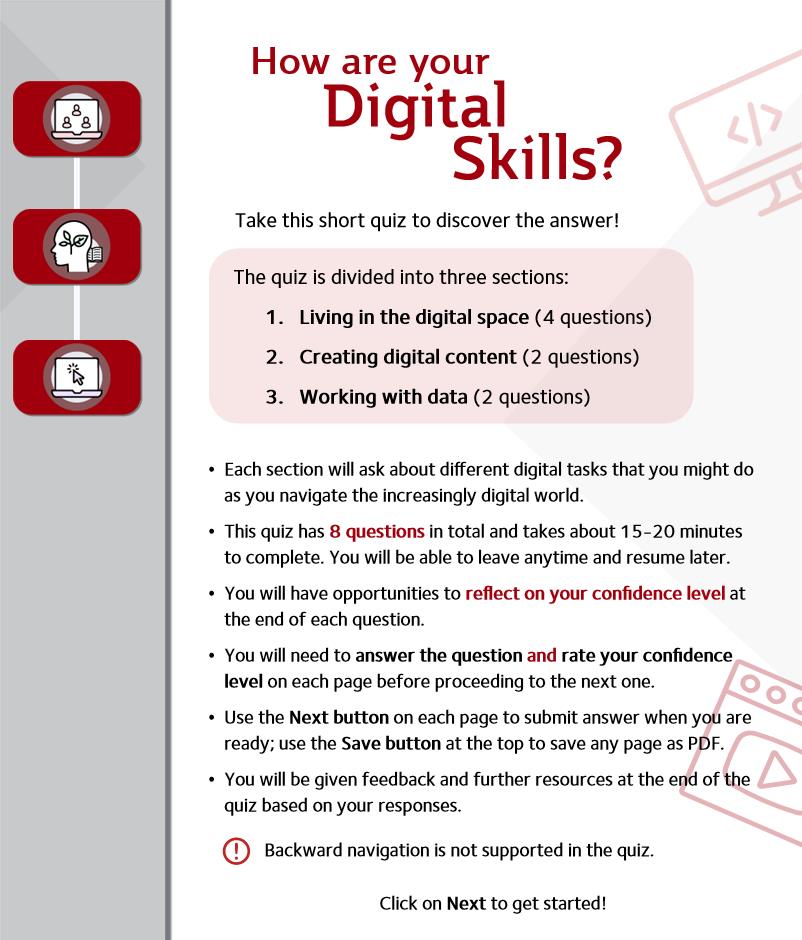 How are your
Digital
Skills?
Take this short quiz to discover the answer!
The quiz is divided into three sections:
1. Living in the digital space (4 questions)
2. Creating digital content (2 questions)
3. Working with data (2 questions)
• Each section will ask about different digital tasks that you might do
as you navigate the increasingly digital world.
• This quiz has 8 questions in total and takes about 15-20 minutes
to complete. You will be able to leave anytime and resume later.
• You will have opportunities to reflect on your confidence level at
the end of each question.
• You will need to answer the question and rate your confidence
level on each page before proceeding to the next one.
• Use the Next button on each page to submit answer when you are
ready; use the Save button at the top to save any page as PDF.
• You will be given feedback and further resources at the end of the
quiz based on your responses.
Backward navigation is not supported in the quiz.
Click on Next to get started!